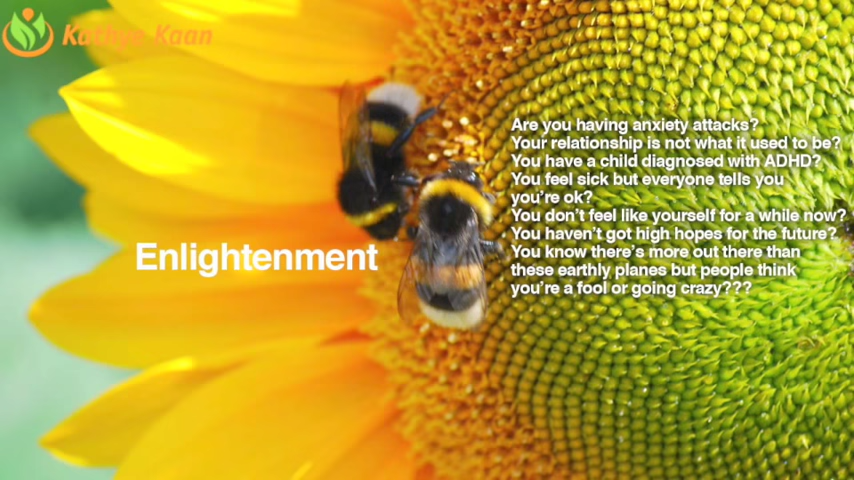 Kathye Kaan
Enlightenment
Are you having anxiety attacks?
Your relationship is not what it used to be?
You have a child diagnosed with ADHD?
You feel sick but everyone tells you
you're ok?
You don't feel like yourself for a while now?
You haven't got high hopes for the future?
You know there's more out there than
these earthly planes but people think
you're a fool or going crazy???